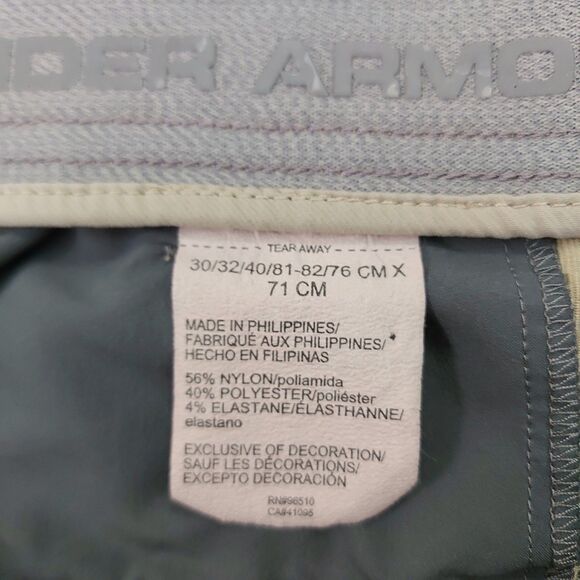 DER ARMO
TEAR AWAY
30/32/40/81-82/76 CM X
71 CM
MADE IN PHILIPPINES/
FABRIQUÉ AUX PHILIPPINES/
HECHO EN FILIPINAS
56% NYLON/poliamida
40% POLYESTER/poliéster
4% ELASTANE/ÉLASTHANNE/
elastano
EXCLUSIVE OF DECORATION/
SAUF LES DÉCORATIONS/
EXCEPTO DECORACIÓN
RN#96510
CA#41095